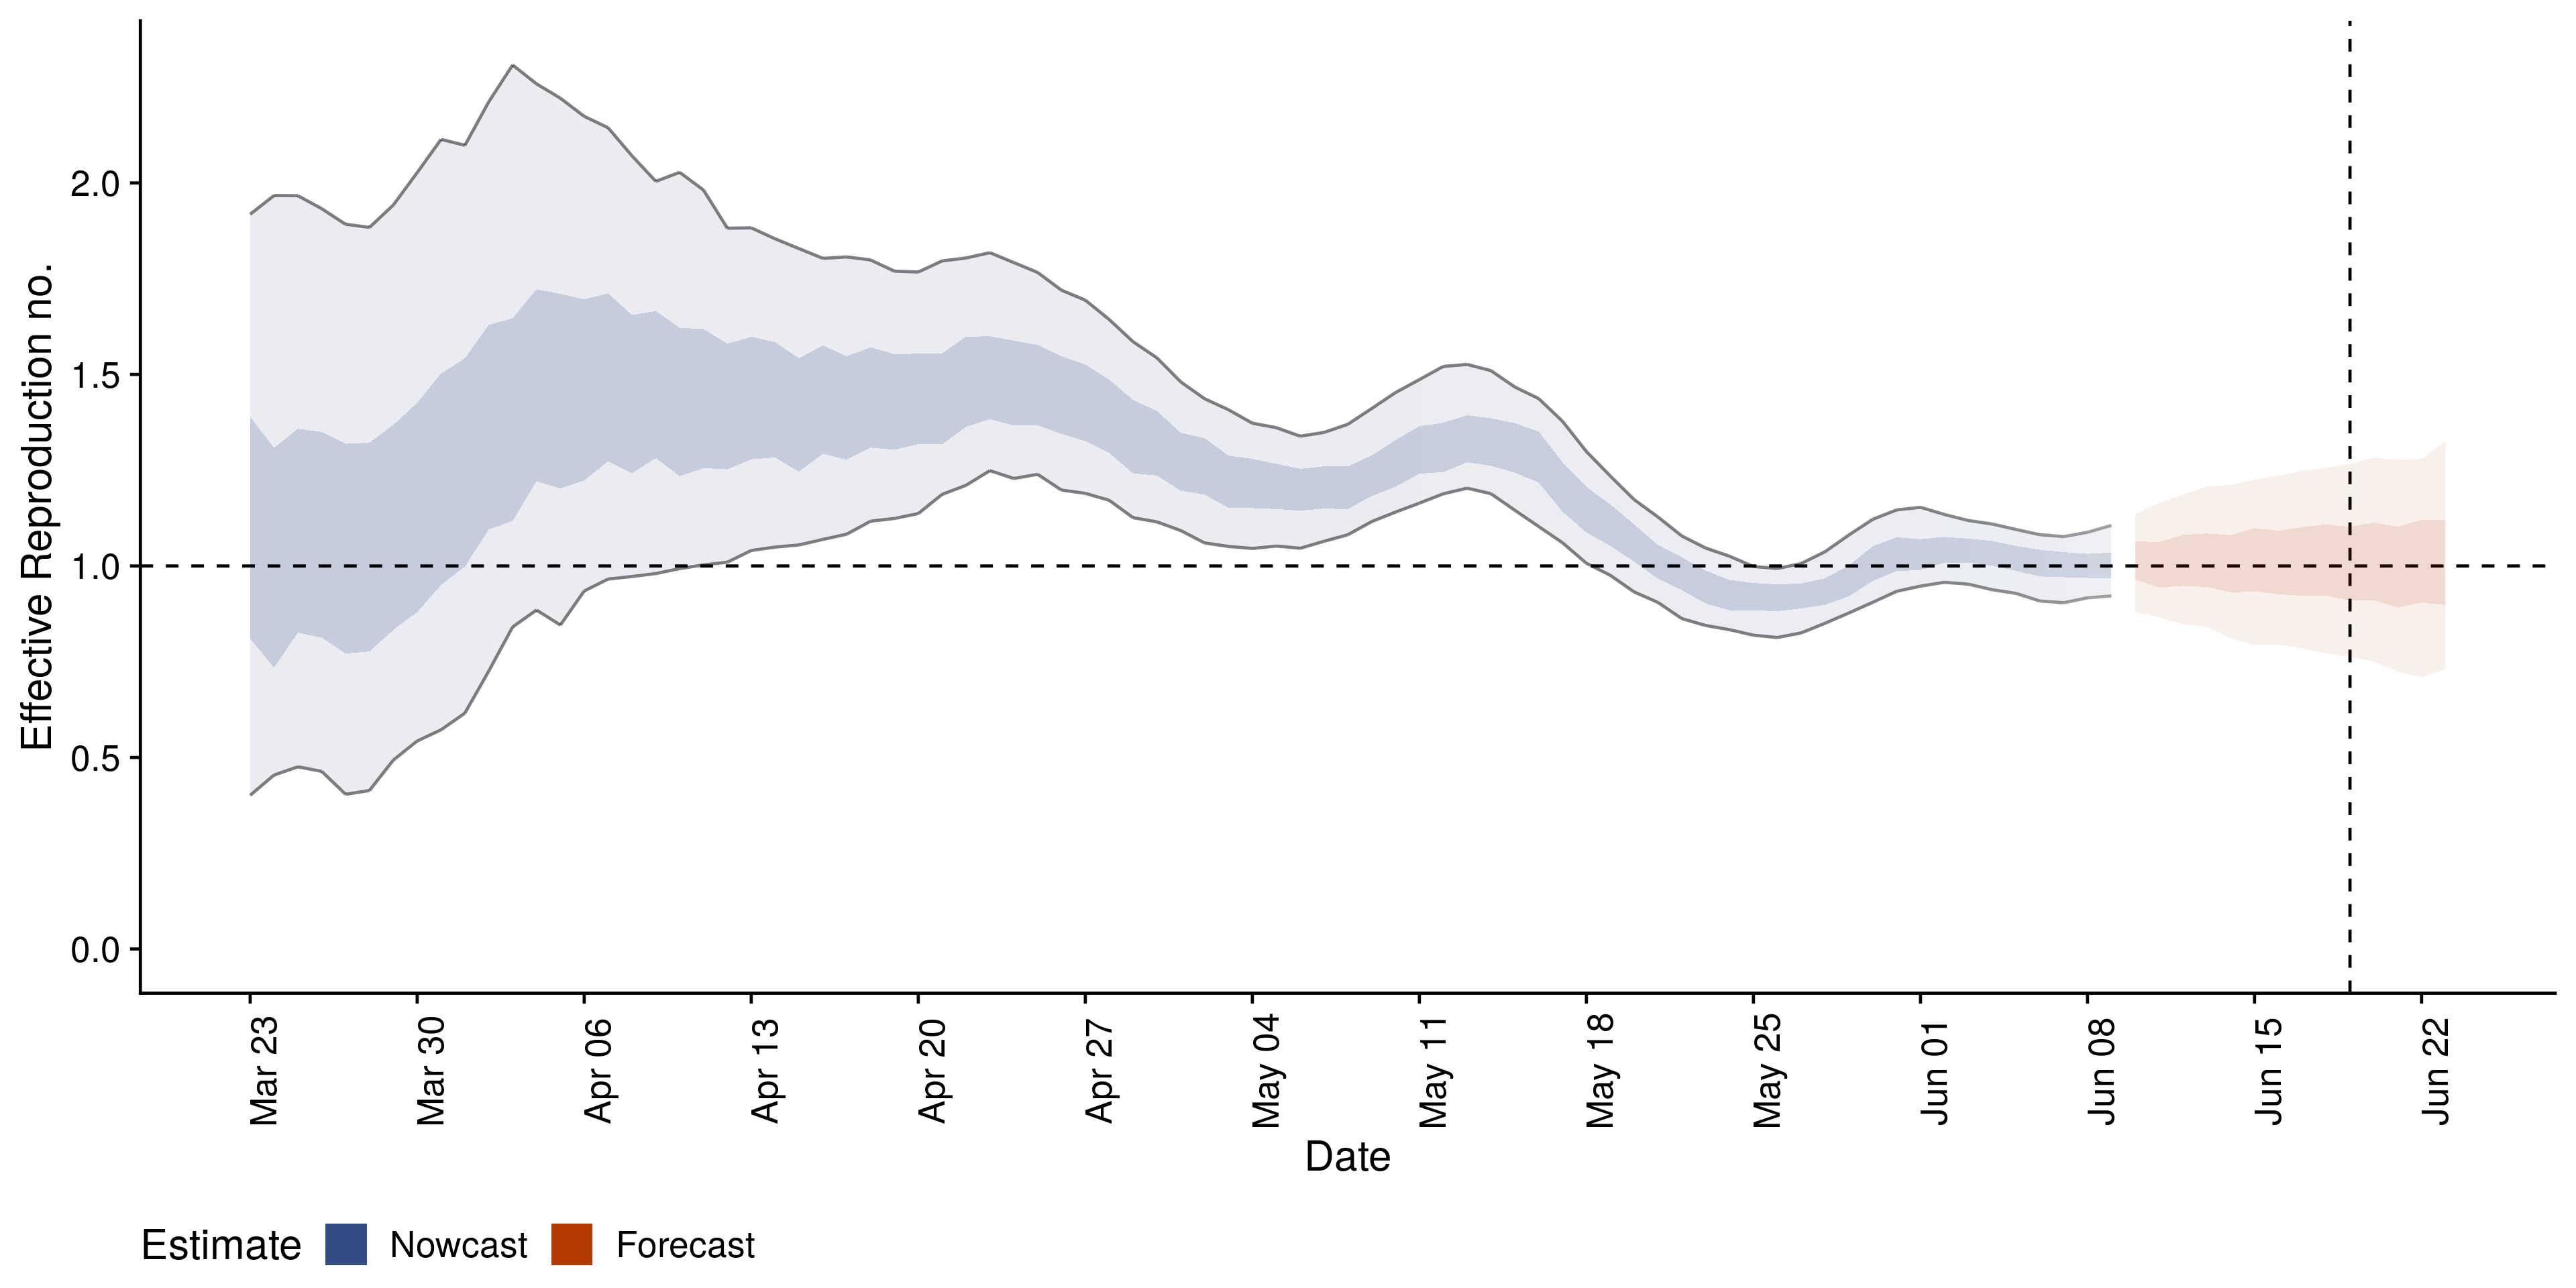 Effective Reproduction no.
2.0
1.5
1.0
0.5
0.0
Mar 23
Mar 30
Apr 06
Apr 13
Apr 20
Apr 27
May 04
May 11
May 18
May 25
Jun 01
Jun 08
Jun 15
Jun 22
Date
Estimate Nowcast Forecast